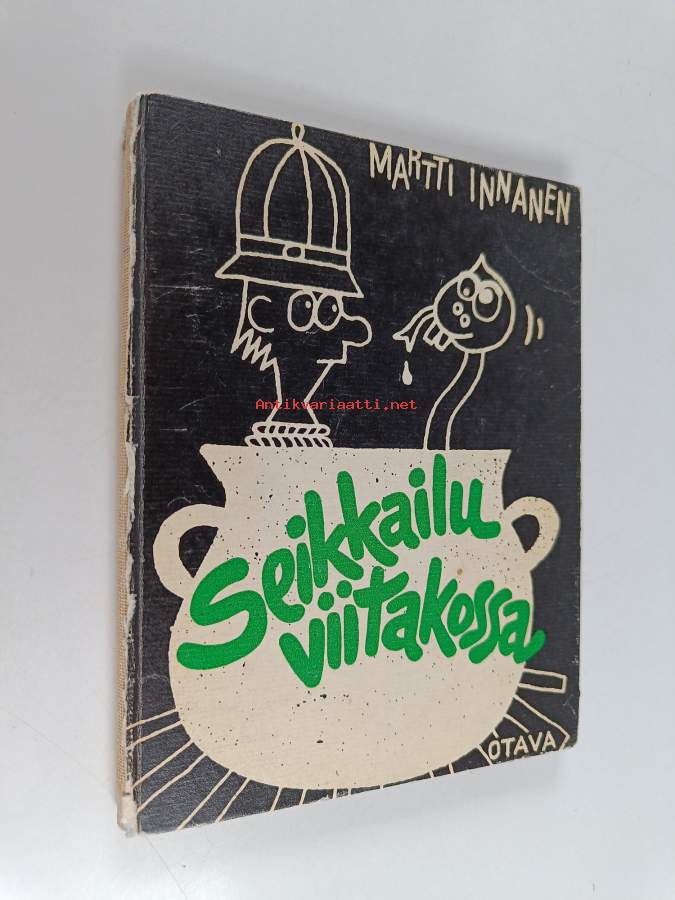 MARTTI INNANEN
Antikvariaatti.net
Seikkailu
viitakossa
OTAVA